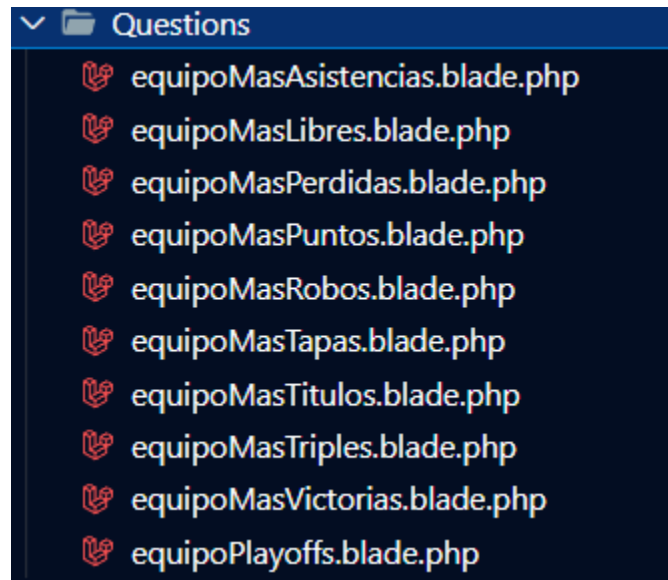 Questions
equipoMasAsistencias.blade.php
equipoMasLibres.blade.php
equipoMasPerdidas.blade.php
equipoMasPuntos.blade.php
equipoMasRobos.blade.php
equipoMasTapas.blade.php
equipoMasTitulos.blade.php
equipoMasTriples.blade.php
equipoMasVictorias.blade.php
equipoPlayoffs.blade.php